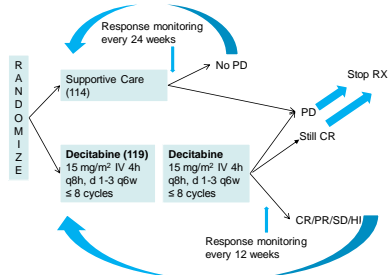 Response monitoring
every 24 weeks
RANDOMIZE
Supportive Care
(114)
No PD
Stop RX
PD
Still CR
Decitabine (119)
15 mg/m² IV 4h
q8h, d 1-3 q6w
≤ 8 cycles
Decitabine
15 mg/m² IV 4h
q8h, d 1-3 q6w
≤ 8 cycles
CR/PR/SD/HI
Response monitoring
every 12 weeks